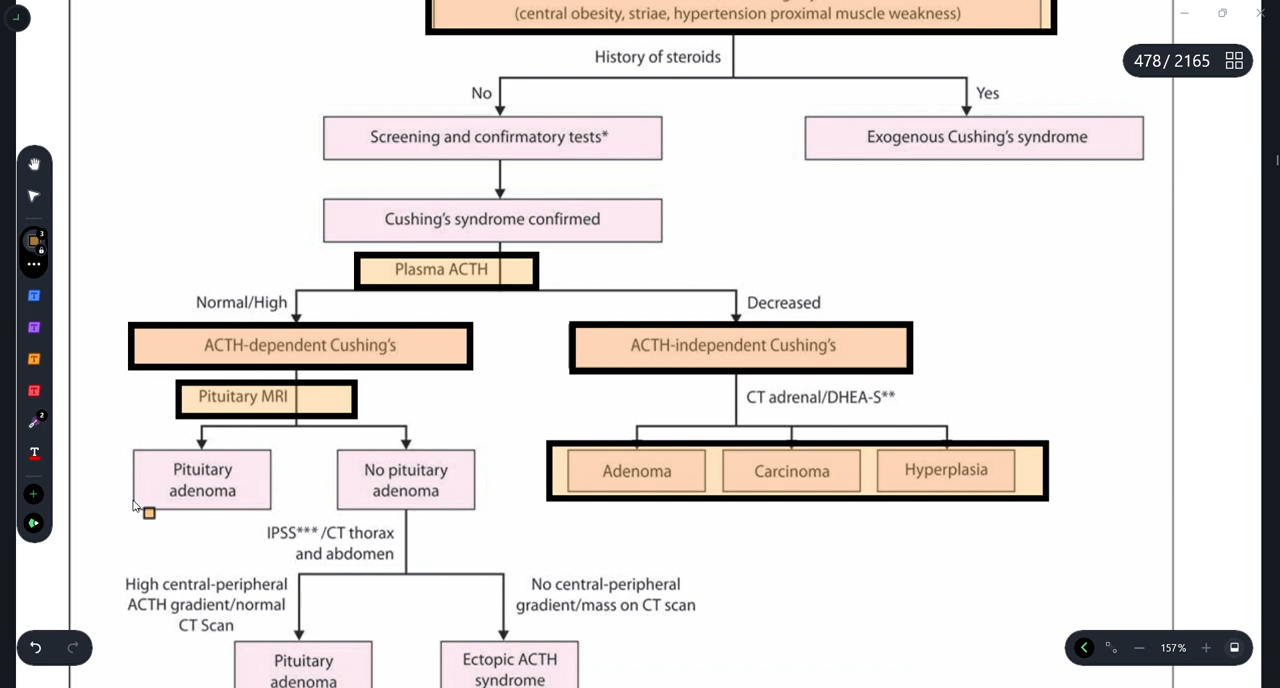 (central obesity, striae, hypertension proximal muscle weakness)
478/ 2165
History of steroids
No
Yes
Screening and confirmatory tests*
Exogenous Cushing's syndrome
Cushing's syndrome confirmed
Plasma ACTH
Normal/High
Decreased
ACTH-dependent Cushing's
ACTH-independent Cushing's
Pituitary MRI
CT adrenal/DHEA-S**
Pituitary
adenoma
No pituitary
adenoma
Adenoma
Carcinoma
Hyperplasia
IPSS*** /CT thorax
and abdomen
High central-peripheral
ACTH gradient/normal
CT Scan
No central-peripheral
gradient/mass on CT scan
Pituitary
adenoma
Ectopic ACTH
syndrome
3
T
T
T
T
2
T
157%